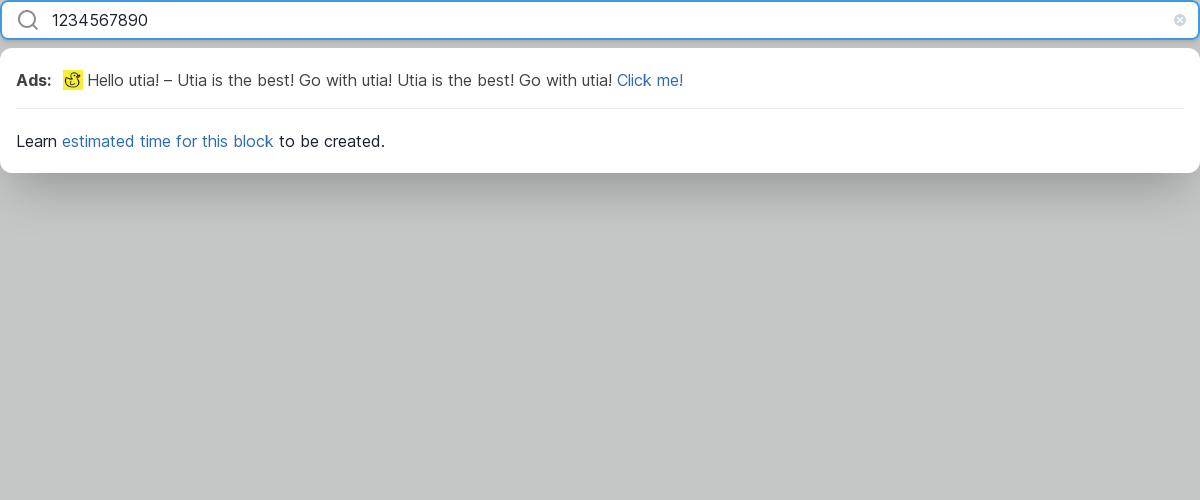 1234567890
Ads: Hello utia! – Utia is the best! Go with utia! Utia is the best! Go with utia! Click me!
Learn estimated time for this block to be created.